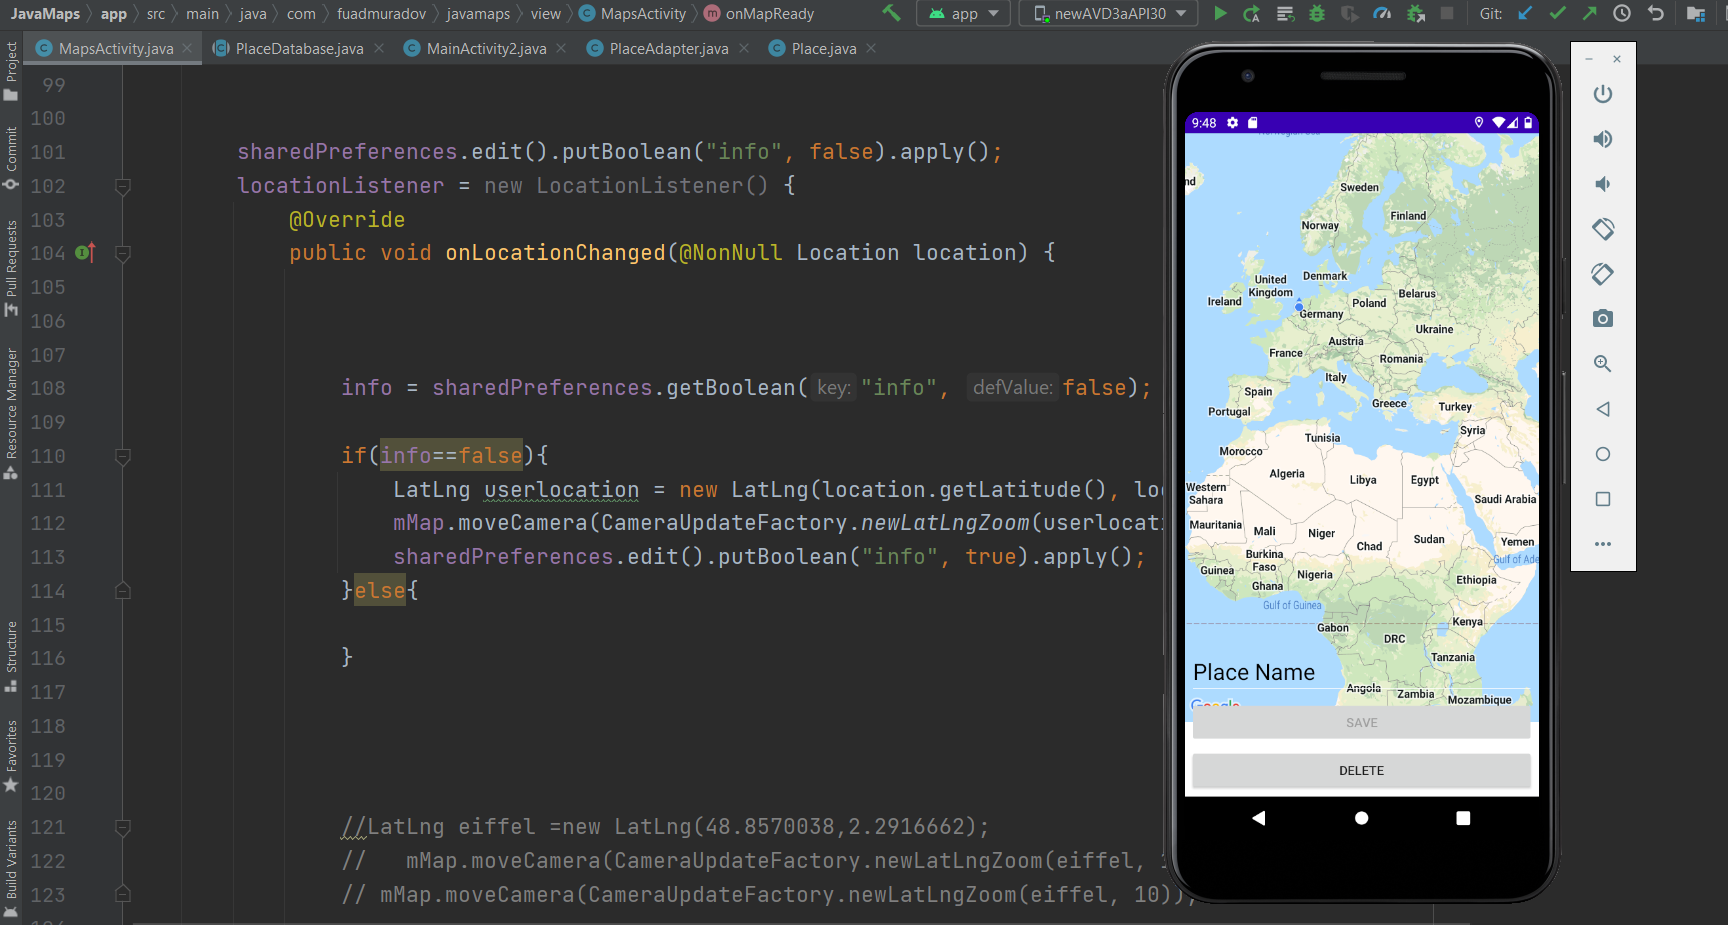 JavaMaps app src main java com fuadmuradov javamaps view MapsActivity onMapReady app newAVD3aAPI30 Git:
MapsActivity.java PlaceDatabase.java MainActivity2.java PlaceAdapter.java Place.java
Project
Commit
Pull Requests
Resource Manager
Structure
Favorites
Build Variants
99
100
101 sharedPreferences.edit().putBoolean("info", false).apply();
102 locationListener = new LocationListener() {
103 @Override
104 public void onLocationChanged(@NonNull Location location) {
105
106
107
108 info = sharedPreferences.getBoolean( key: "info", defValue: false);
109
110 if(info==false){
111 LatLng userlocation = new LatLng(location.getLatitude(), lo
112 mMap.moveCamera(CameraUpdateFactory.newLatLngZoom(userlocati
113 sharedPreferences.edit().putBoolean("info", true).apply();
114 }else{
115
116 }
117
118
119
120
121 //LatLng eiffel =new LatLng(48.8570038,2.2916662);
122 // mMap.moveCamera(CameraUpdateFactory.newLatLngZoom(eiffel,
123 // mMap.moveCamera(CameraUpdateFactory.newLatLngZoom(eiffel, 10));
9:48
Norwegian Sea
nd
Sweden
Finland
Norway
United Kingdom
Denmark
Ireland
Poland
Belarus
Germany
Ukraine
Austria
France
Romania
Italy
Spain
Greece
Turkey
Portugal
Syria
Tunisia
Morocco
Algeria
Libya
Egypt
Western Sahara
Saudi Arabia
Mauritania
Mali
Niger
Chad
Sudan
Yemen
Burkina Faso
Gulf of Ade
Guinea
Nigeria
Ethiopia
Ghana
Gulf of Guinea
Gabon
Kenya
DRC
Tanzania
Place Name
Angola
Zambia
Mozambique
Google
SAVE
DELETE